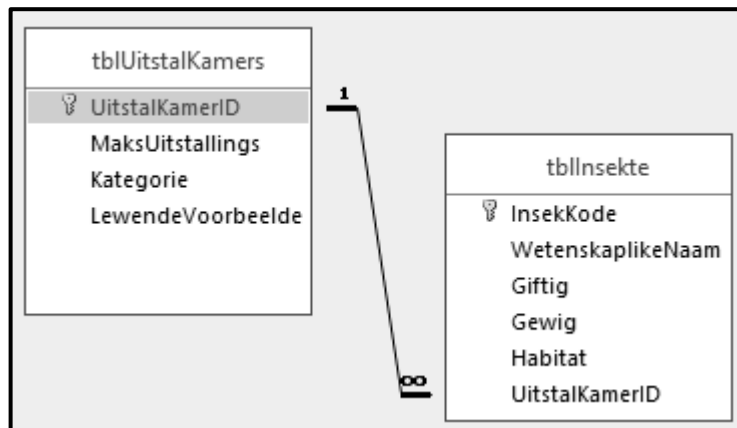 tblUitstalKamers
UitstalKamerID
MaksUitstallings
Kategorie
LewendeVoorbeelde
1
∞
tblInsekte
InsekKode
WetenskaplikeNaam
Giftig
Gewig
Habitat
UitstalKamerID